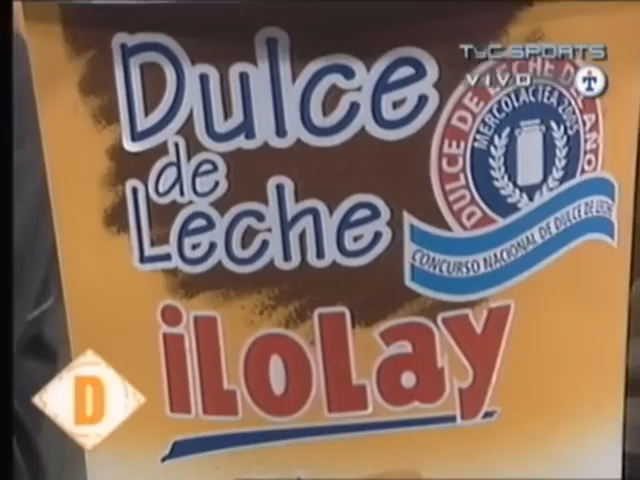 TyC SPORTS
VIVO T
Dulce
de
Leche
DULCE DE LECHE DEL AÑO
MERCOLACTEA 2005
CONCURSO NACIONAL DE DULCE DE LECHE
iLoLay
D